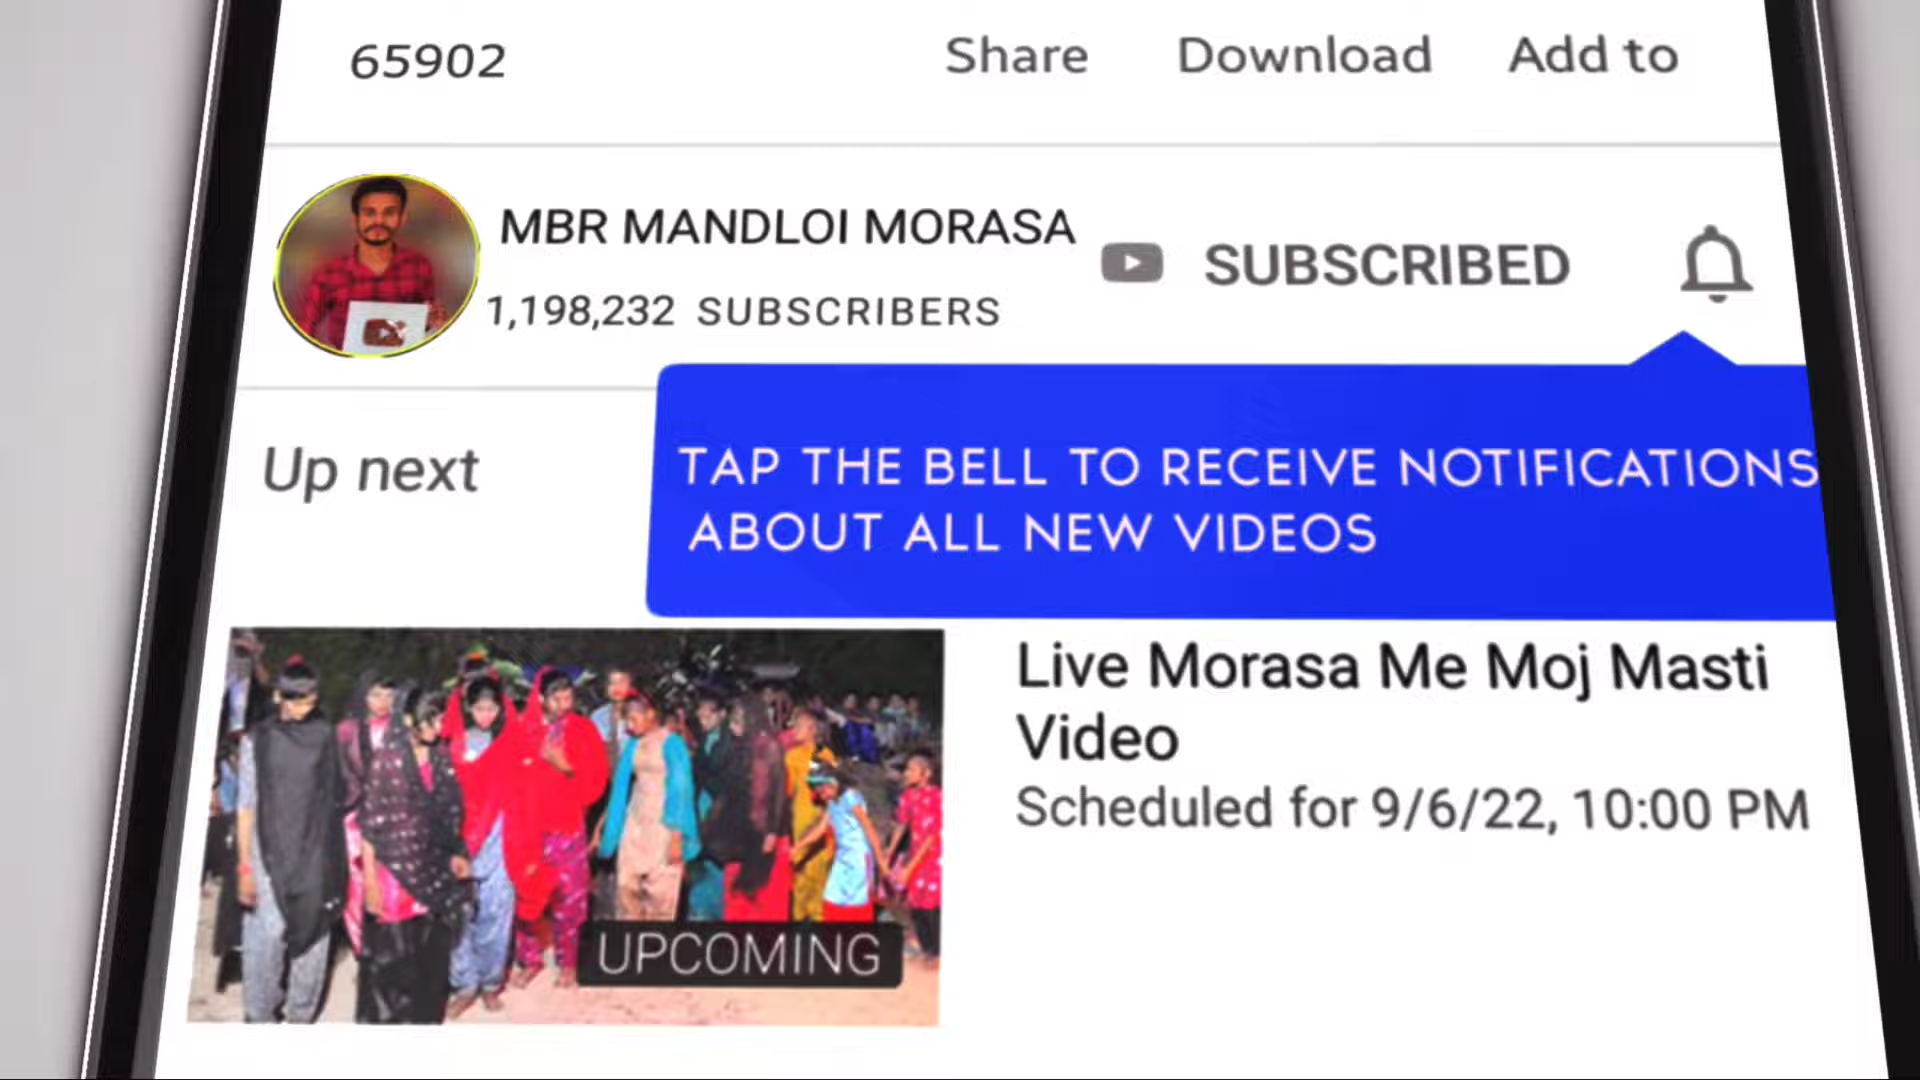 65902 Share Download Add to
MBR MANDLOI MORASA
SUBSCRIBED
1,198,232 SUBSCRIBERS
Up next
TAP THE BELL TO RECEIVE NOTIFICATIONS
ABOUT ALL NEW VIDEOS
Live Morasa Me Moj Masti
Video
Scheduled for 9/6/22, 10:00 PM
UPCOMING